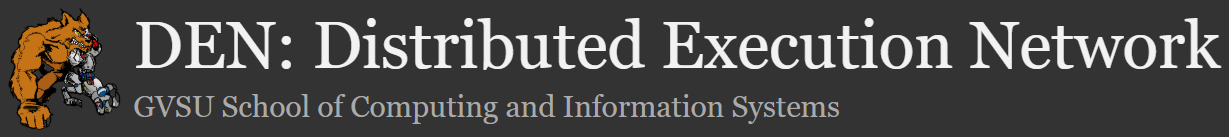 DEN: Distributed Execution Network
GVSU School of Computing and Information Systems